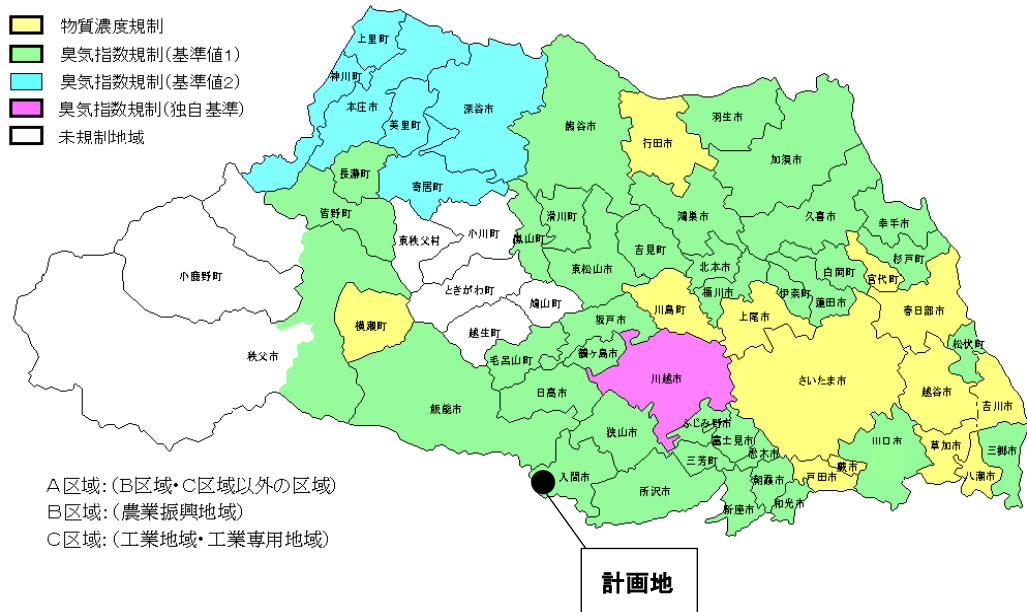 物質濃度規制
臭気指数規制(基準値1)
臭気指数規制(基準値2)
臭気指数規制(独自基準)
未規制地域
上里町
神川町
本庄市
美里町
深谷市
長瀞町
寄居町
皆野町
熊谷市
行田市
羽生市
加須市
鴻巣市
久喜市
幸手市
杉戸町
宮代町
白岡町
蓮田市
伊奈町
桶川市
北本市
吉見町
東松山市
滑川町
嵐山町
小川町
東秩父村
ときがわ町
鳩山町
越生町
小鹿野町
秩父市
横瀬町
毛呂山町
坂戸市
鶴ヶ島市
川島町
上尾市
春日部市
松伏町
さいたま市
越谷市
吉川市
川越市
日高市
飯能市
狭山市
ふじみ野市
富士見市
三芳町
志木市
朝霞市
和光市
新座市
所沢市
入間市
戸田市
蕨市
川口市
草加市
八潮市
三郷市
A区域:(B区域・C区域以外の区域)
B区域:(農業振興地域)
C区域:(工業地域・工業専用地域)
計画地